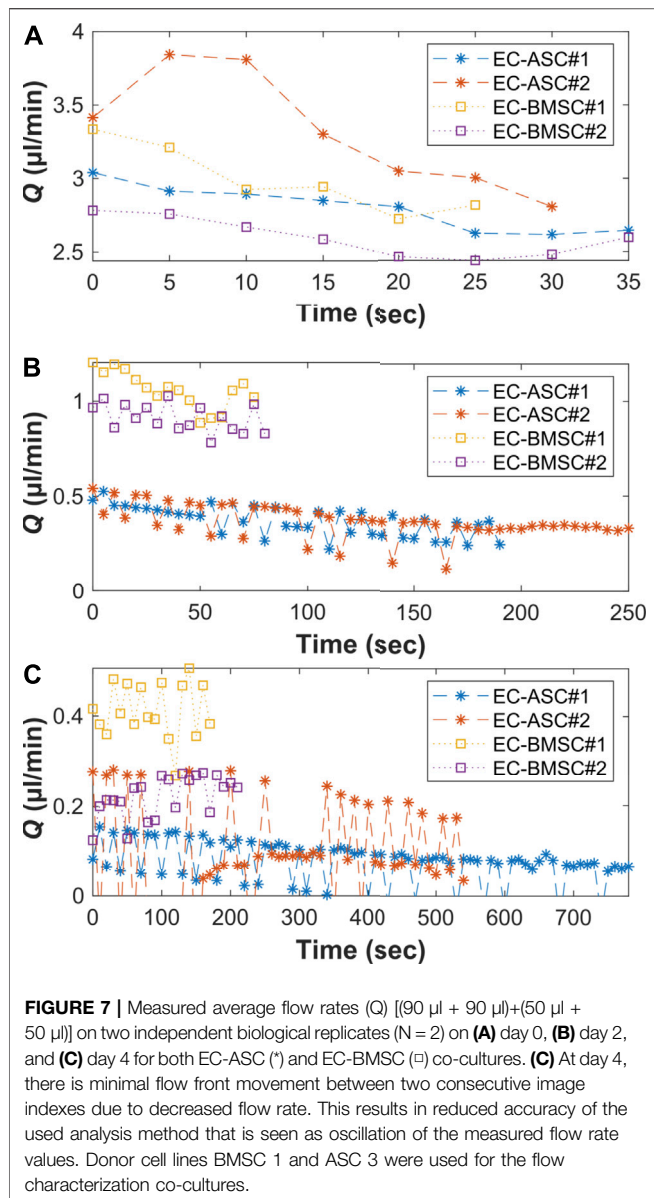 A
4
3.5
3
2.5
Q (µl/min)
0 5 10 15 20 25 30 35
Time (sec)
EC-ASC#1
EC-ASC#2
EC-BMSC#1
EC-BMSC#2
B
1
0.5
0
Q (µl/min)
0 50 100 150 200 250
Time (sec)
EC-ASC#1
EC-ASC#2
EC-BMSC#1
EC-BMSC#2
C
0.4
0.2
0
Q (µl/min)
0 100 200 300 400 500 600 700
Time (sec)
EC-ASC#1
EC-ASC#2
EC-BMSC#1
EC-BMSC#2
FIGURE 7 | Measured average flow rates (Q) [(90 µl + 90 µl)+(50 µl +
50 µl)] on two independent biological replicates (N = 2) on (A) day 0, (B) day 2,
and (C) day 4 for both EC-ASC (*) and EC-BMSC (□) co-cultures. (C) At day 4,
there is minimal flow front movement between two consecutive image
indexes due to decreased flow rate. This results in reduced accuracy of the
used analysis method that is seen as oscillation of the measured flow rate
values. Donor cell lines BMSC 1 and ASC 3 were used for the flow
characterization co-cultures.